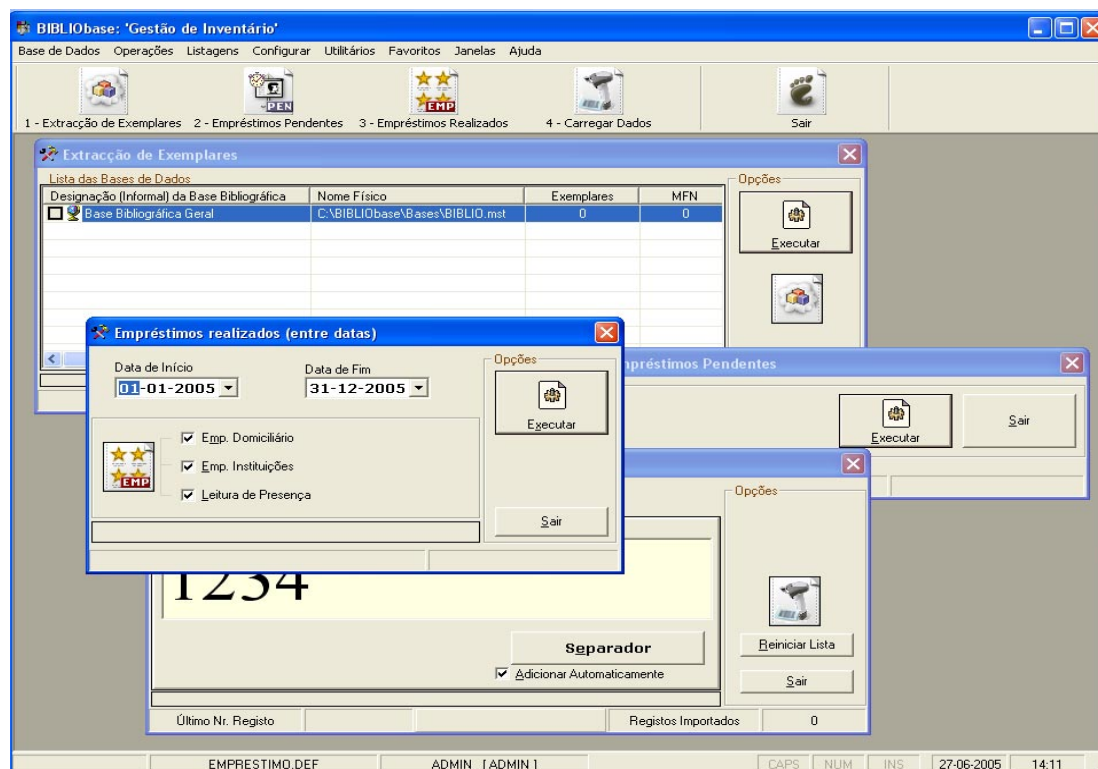 BIBLIObase: 'Gestão de Inventário'
Base de Dados Operações Listagens Configurar Utilitários Favoritos Janelas Ajuda
PEN
EMP
1 - Extracção de Exemplares 2 - Empréstimos Pendentes 3 - Empréstimos Realizados 4 - Carregar Dados Sair
Extracção de Exemplares
Lista das Bases de Dados
Designação (Informal) da Base Bibliográfica Nome Físico Exemplares MFN
Base Bibliográfica Geral C:\BIBLIObase\Bases\BIBLIO.mst 0 0
Opções
Executar
Empréstimos realizados (entre datas)
Data de Início Data de Fim
01-01-2005 31-12-2005
Emp. Domiciliário
Emp. Instituições
Leitura de Presença
EMP
Opções
Executar
Sair
Pendentes
Executar
Sair
1234
Separador
Adicionar Automaticamente
Opções
Reiniciar Lista
Sair
Último Nr. Registo Registos Importados 0
EMPRESTIMO.DEF ADMIN [ADMIN] CAPS NUM INS 27-06-2005 14:11